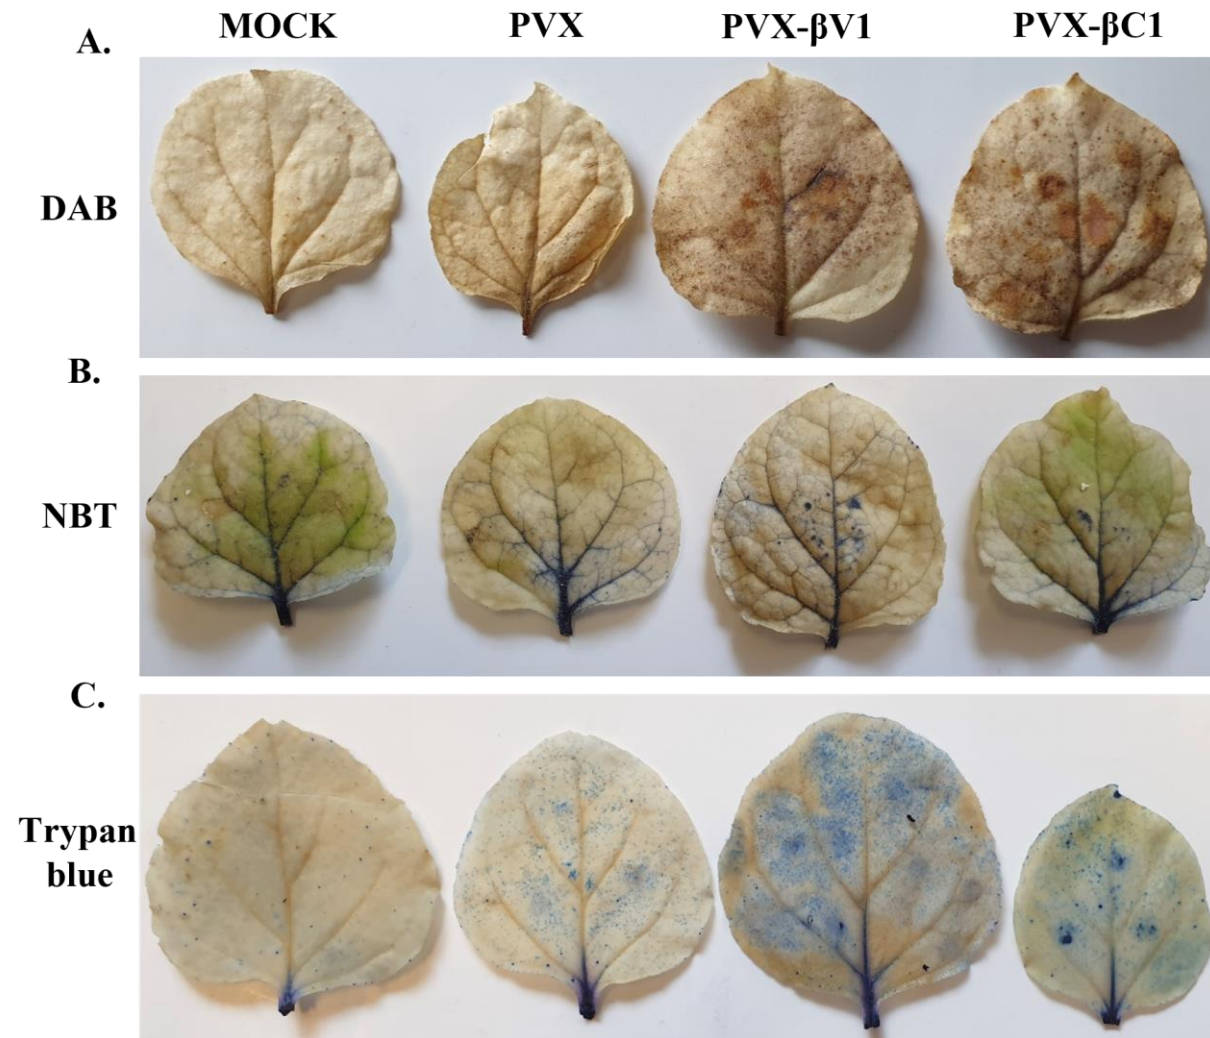 A.
MOCK
PVX
PVX-βV1
PVX-βC1
DAB
B.
NBT
C.
Trypan
blue